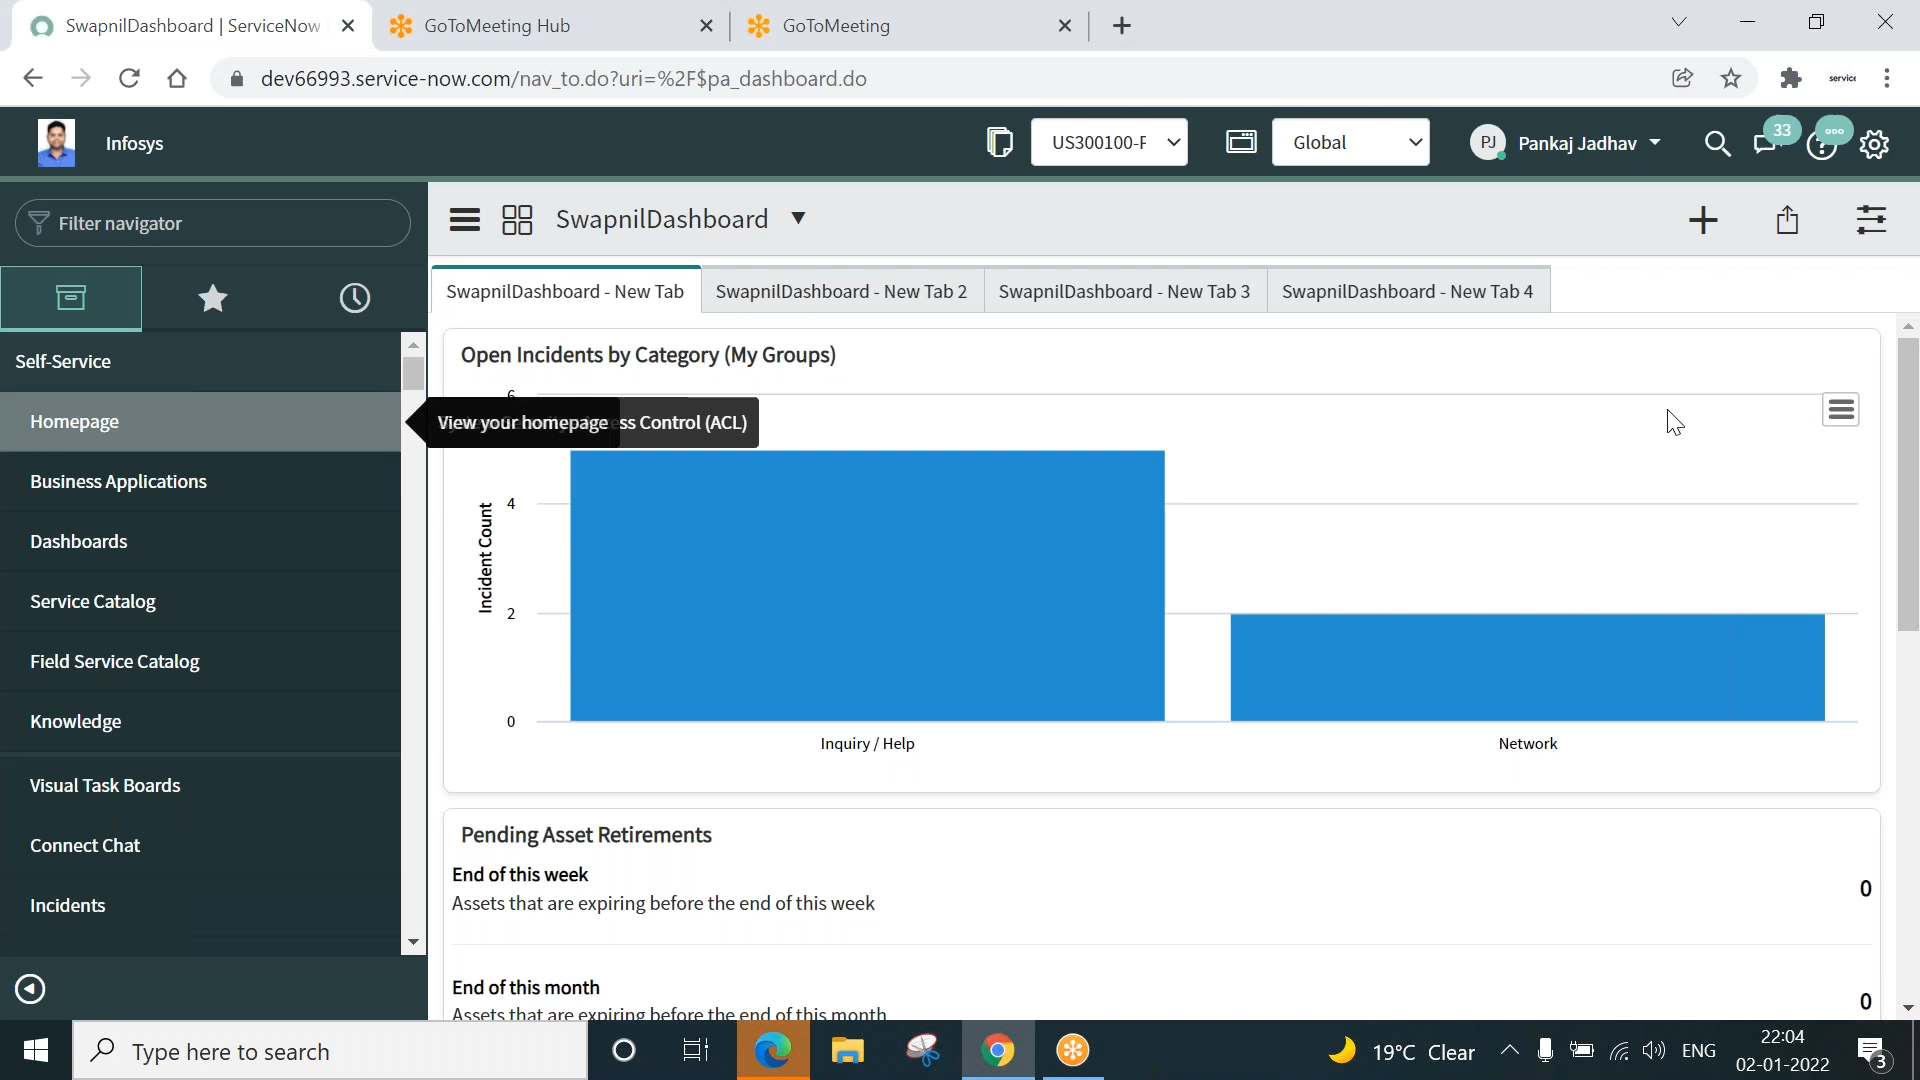 SwapnilDashboard | ServiceNow
GoToMeeting Hub
GoToMeeting
dev66993.service-now.com/nav_to.do?uri=%2F$pa_dashboard.do
service
Infosys
US300100-F
Global
PJ
Pankaj Jadhav
33
Filter navigator
SwapnilDashboard
SwapnilDashboard - New Tab
SwapnilDashboard - New Tab 2
SwapnilDashboard - New Tab 3
SwapnilDashboard - New Tab 4
Self-Service
Homepage
Business Applications
Dashboards
Service Catalog
Field Service Catalog
Knowledge
Visual Task Boards
Connect Chat
Incidents
Open Incidents by Category (My Groups)
View your homepage
ss Control (ACL)
6
4
2
0
Incident Count
Inquiry / Help
Network
Pending Asset Retirements
End of this week
Assets that are expiring before the end of this week
0
End of this month
Assets that are expiring before the end of this month
0
Type here to search
19°C Clear
ENG
22:04
02-01-2022
3